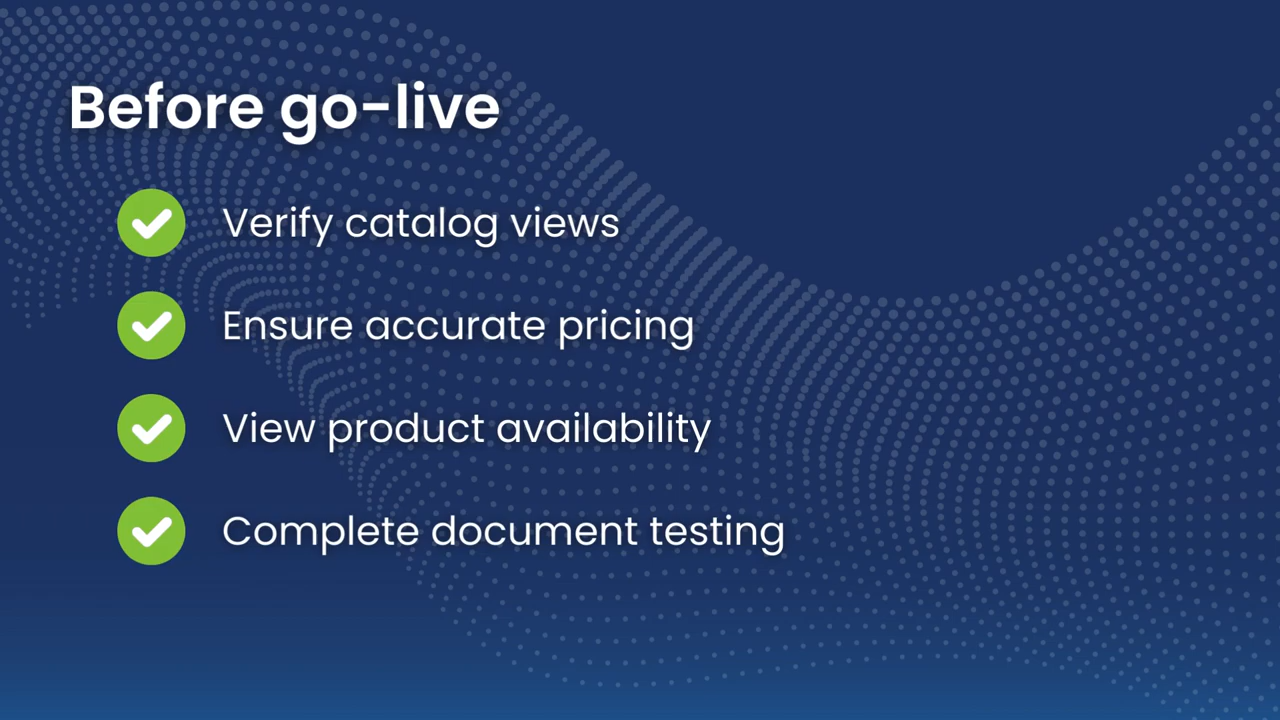 Before go-live
Verify catalog views
Ensure accurate pricing
View product availability
Complete document testing